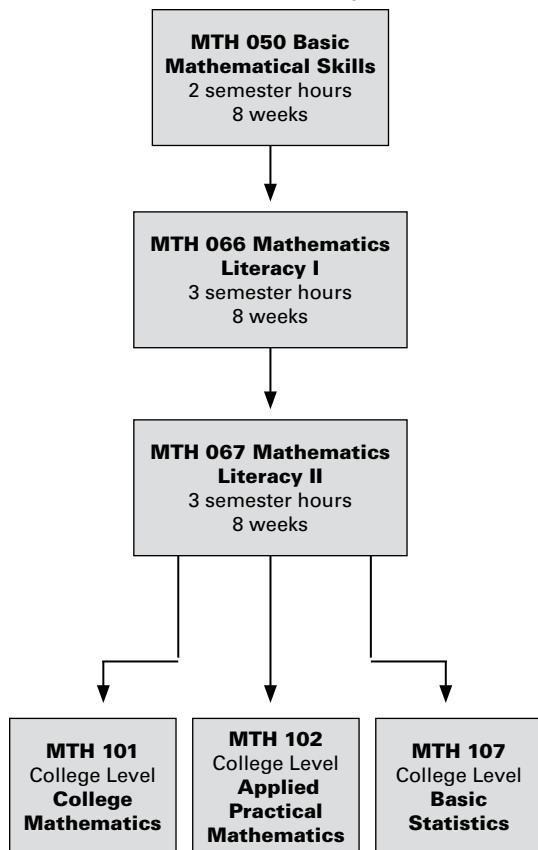 MTH 050 Basic
Mathematical Skills
2 semester hours
8 weeks
MTH 066 Mathematics
Literacy I
3 semester hours
8 weeks
MTH 067 Mathematics
Literacy II
3 semester hours
8 weeks
MTH 101
College Level
College
Mathematics
MTH 102
College Level
Applied
Practical
Mathematics
MTH 107
College Level
Basic
Statistics